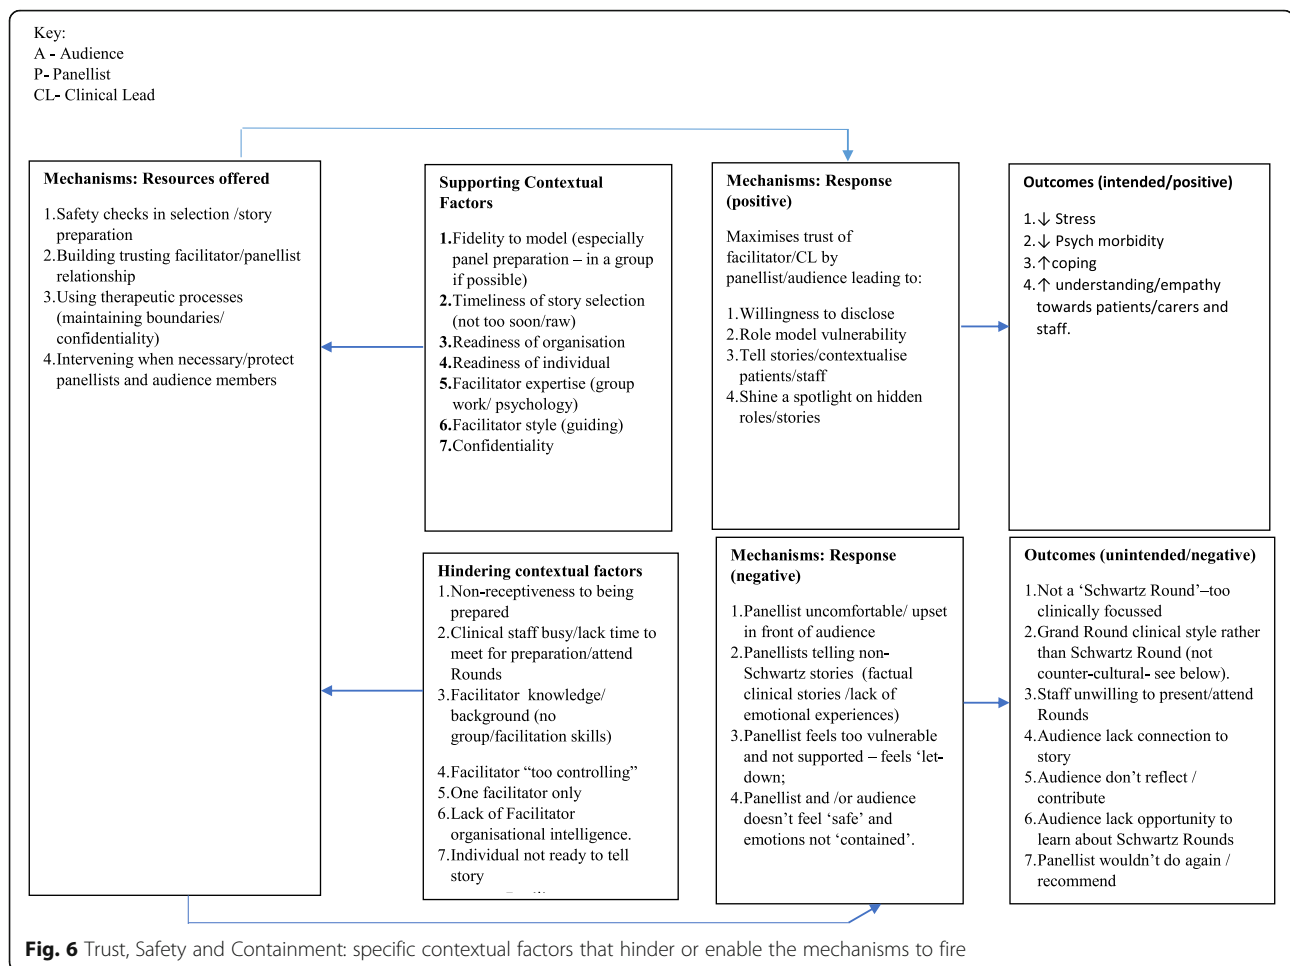 Key:
A - Audience
P- Panellist
CL- Clinical Lead
Mechanisms: Resources offered
1.Safety checks in selection /story
preparation
2.Building trusting facilitator/panellist
relationship
3.Using therapeutic processes
(maintaining boundaries/
confidentiality)
4.Intervening when necessary/protect
panellists and audience members
Supporting Contextual
Factors
1.Fidelity to model (especially
panel preparation – in a group
if possible)
2.Timeliness of story selection
(not too soon/raw)
3.Readiness of organisation
4.Readiness of individual
5.Facilitator expertise (group
work/ psychology)
6.Facilitator style (guiding)
7.Confidentiality
Mechanisms: Response
(positive)
Maximises trust of
facilitator/CL by
panellist/audience leading to:
1.Willingness to disclose
2.Role model vulnerability
3.Tell stories/contextualise
patients/staff
4.Shine a spotlight on hidden
roles/stories
Outcomes (intended/positive)
1.↓ Stress
2.↓ Psych morbidity
3.↑coping
4.↑ understanding/empathy
towards patients/carers and
staff.
Hindering contextual factors
1.Non-receptiveness to being
prepared
2.Clinical staff busy/lack time to
meet for preparation/attend
Rounds
3.Facilitator knowledge/
background (no
group/facilitation skills)
4.Facilitator “too controlling”
5.One facilitator only
6.Lack of Facilitator
organisational intelligence.
7.Individual not ready to tell
story
Mechanisms: Response
(negative)
1.Panellist uncomfortable/ upset
in front of audience
2.Panellists telling non-
Schwartz stories (factual
clinical stories /lack of
emotional experiences)
3.Panellist feels too vulnerable
and not supported – feels ‘let-
down;
4.Panellist and /or audience
doesn’t feel ‘safe’ and
emotions not ‘contained’.
Outcomes (unintended/negative)
1.Not a ‘Schwartz Round’–too
clinically focussed
2.Grand Round clinical style rather
than Schwartz Round (not
counter-cultural- see below).
3.Staff unwilling to present/attend
Rounds
4.Audience lack connection to
story
5.Audience don’t reflect /
contribute
6.Audience lack opportunity to
learn about Schwartz Rounds
7.Panellist wouldn’t do again /
recommend
Fig. 6 Trust, Safety and Containment: specific contextual factors that hinder or enable the mechanisms to fire